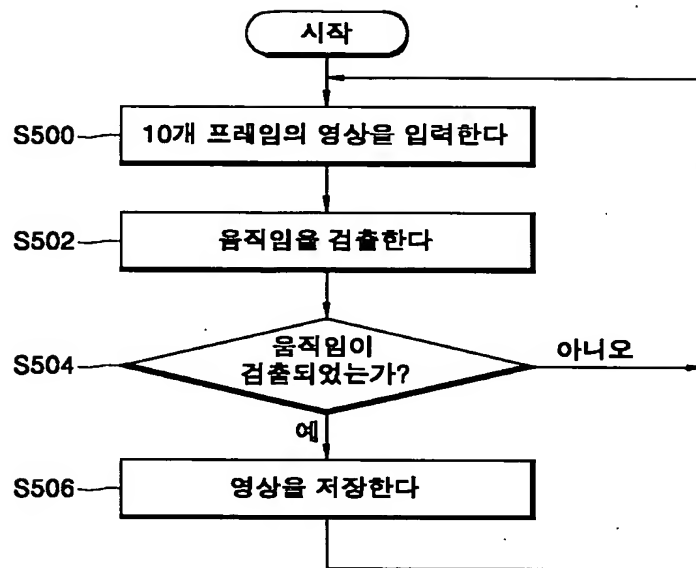 시작
S500
10개 프레임의 영상을 입력한다
S502
움직임을 검출한다
S504
움직임이
검출되었는가?
아니오
예
S506
영상을 저장한다